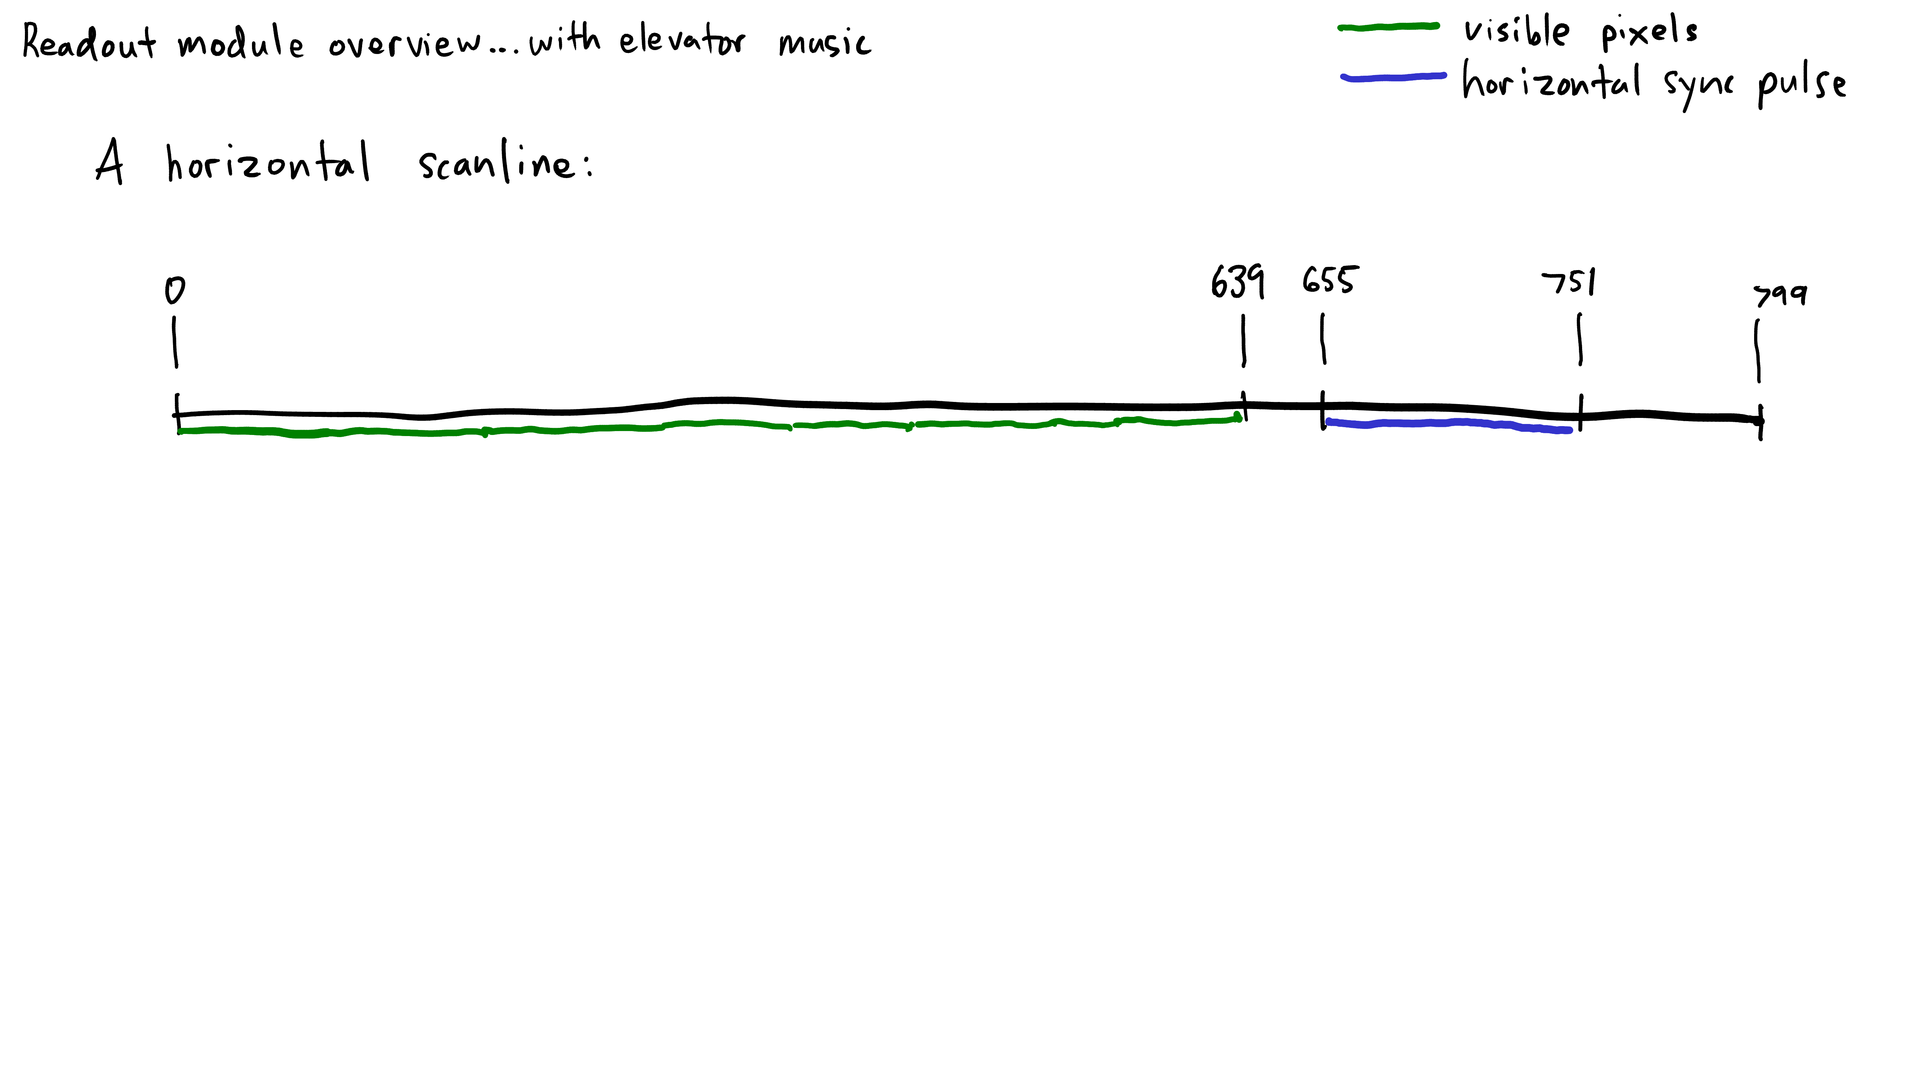 Readout module overview...with elevator music
visible pixels
horizontal sync pulse
A horizontal scanline:
0 639 655 751 799